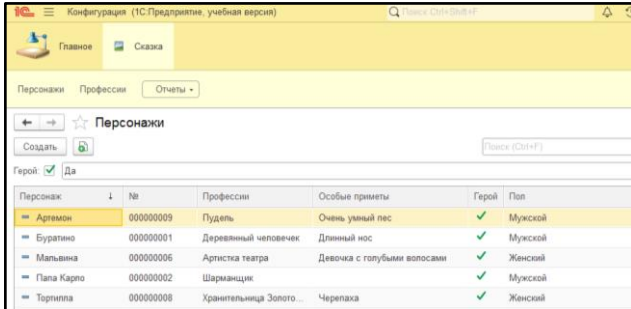 1С Конфигурация (1С:Предприятие, учебная версия) Поиск Ctrl+Shift+F
Главное Сказка
Персонажи Профессии Отчеты
Персонажи
Создать Поиск (Ctrl+F)
Герой: Да
Персонаж ↓ № Профессии Особые приметы Герой Пол
Артемон 000000009 Пудель Очень умный пес Мужской
Буратино 000000001 Деревянный человечек Длинный нос Мужской
Мальвина 000000006 Артистка театра Девочка с голубыми волосами Женский
Папа Карло 000000002 Шарманщик Мужской
Тортилла 000000008 Хранительница Золото... Черепаха Женский